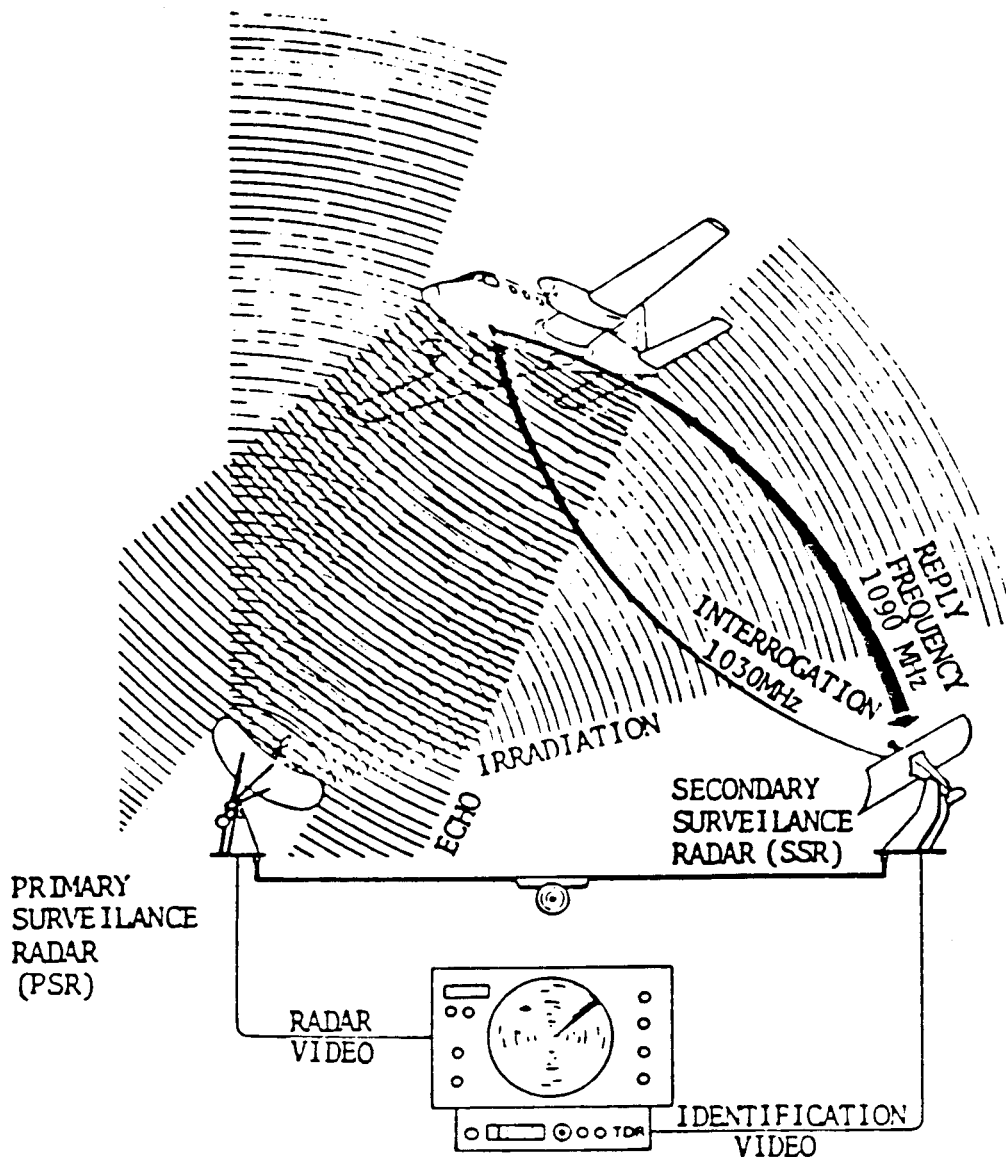 REPLY
FREQUENCY
1090 MHz
INTERROGATION
1030MHz
IRRADIATION
ECHO
SECONDARY
SURVEILANCE
RADAR (SSR)
PRIMARY
SURVEILANCE
RADAR
(PSR)
RADAR
VIDEO
TDR
IDENTIFICATION
VIDEO